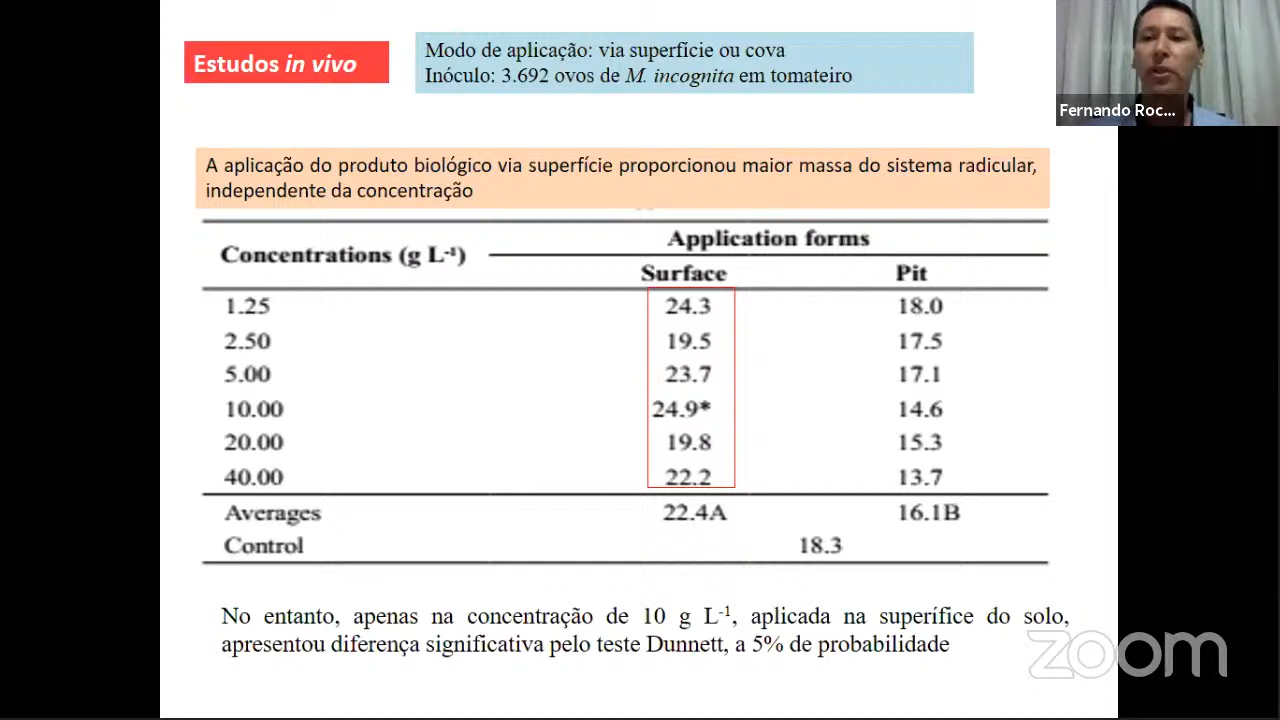 Estudos in vivo
Modo de aplicação: via superfície ou cova
Inóculo: 3.692 ovos de M. incognita em tomateiro
Fernando Roc...
A aplicação do produto biológico via superfície proporcionou maior massa do sistema radicular,
independente da concentração
Concentrations (g L⁻¹) Application forms
Surface Pit
1.25 24.3 18.0
2.50 19.5 17.5
5.00 23.7 17.1
10.00 24.9* 14.6
20.00 19.8 15.3
40.00 22.2 13.7
Averages 22.4A 16.1B
Control 18.3
No entanto, apenas na concentração de 10 g L⁻¹, aplicada na superífice do solo,
apresentou diferença significativa pelo teste Dunnett, a 5% de probabilidade
zoom